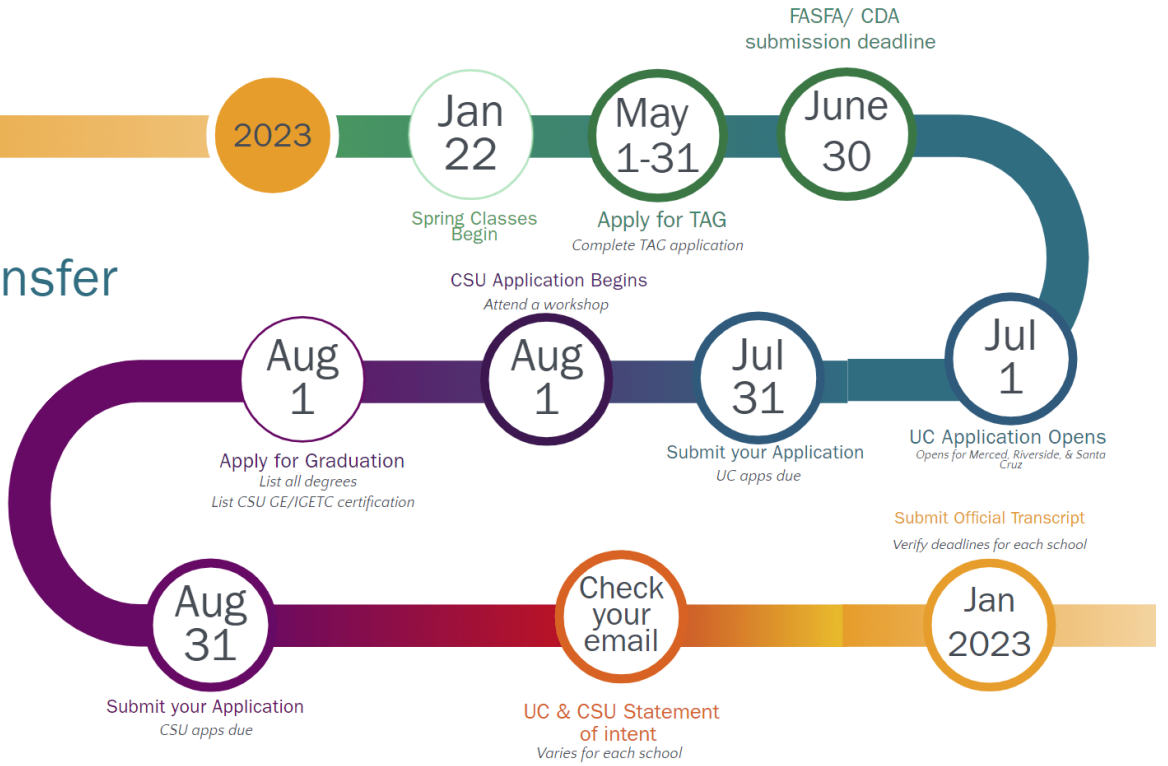 FASFA/ CDA
submission deadline
2023
Jan
22
May
1-31
June
30
Spring Classes
Begin
Apply for TAG
Complete TAG application
nsfer
CSU Application Begins
Attend a workshop
Aug
1
Aug
1
Jul
31
Jul
1
Apply for Graduation
List all degrees
List CSU GE/IGETC certification
Submit your Application
UC apps due
UC Application Opens
Opens for Merced, Riverside, & Santa
Cruz
Submit Official Transcript
Verify deadlines for each school
Aug
31
Check
your
email
Jan
2023
Submit your Application
CSU apps due
UC & CSU Statement
of intent
Varies for each school